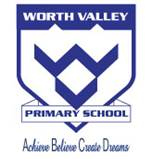 WORTH VALLEY
PRIMARY SCHOOL
Achieve Believe Create Dreams